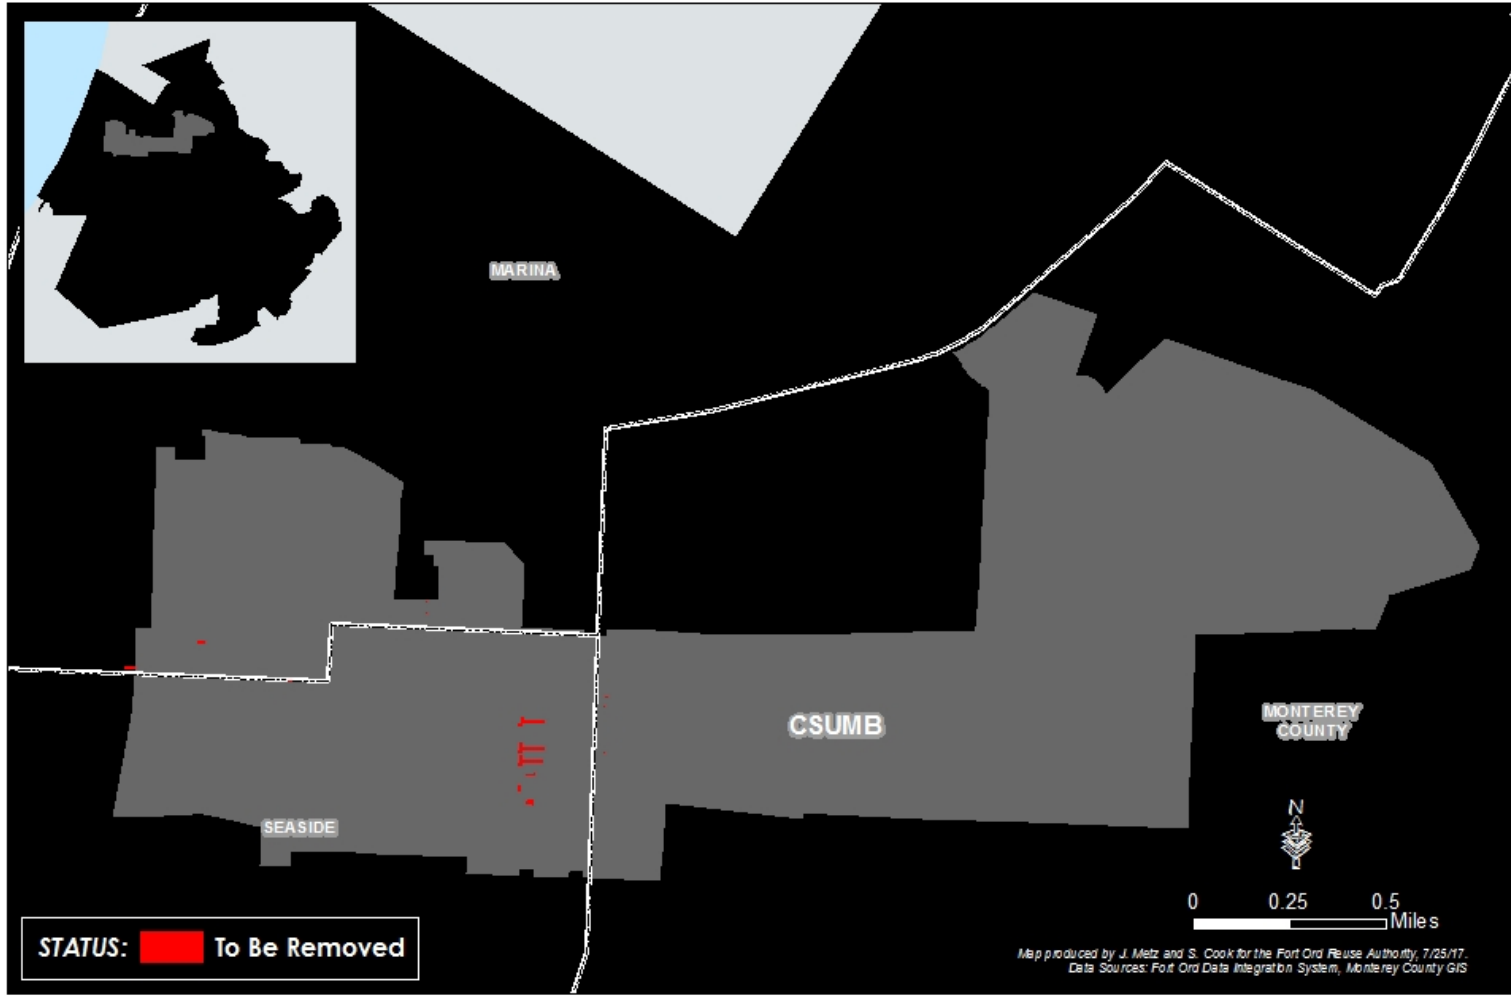 MARINA
CSUMB
MONTEREY
COUNTY
SEASIDE
N
0 0.25 0.5
Miles
STATUS: To Be Removed
Map produced by J. Metz and S. Cook for the Fort Ord Reuse Authority, 7/25/17.
Data Sources: Fort Ord Data Integration System, Monterey County GIS